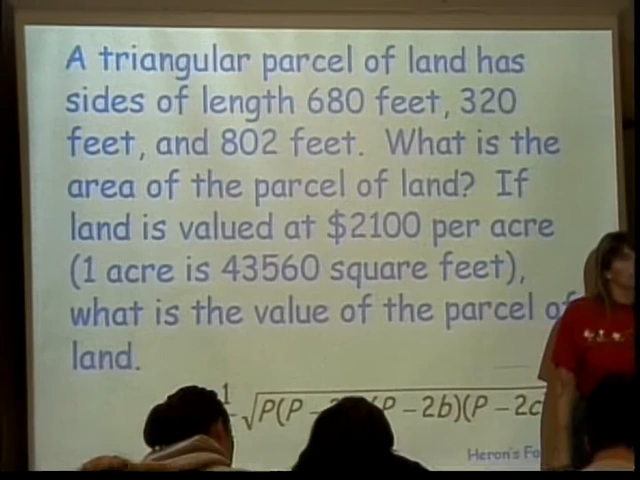 A triangular parcel of land has
sides of length 680 feet, 320
feet, and 802 feet. What is the
area of the parcel of land? If
land is valued at $2100 per acre
(1 acre is 43560 square feet),
what is the value of the parcel of
land.
1 √P(P - (P - 2b)(P - 2c
Heron's Fo